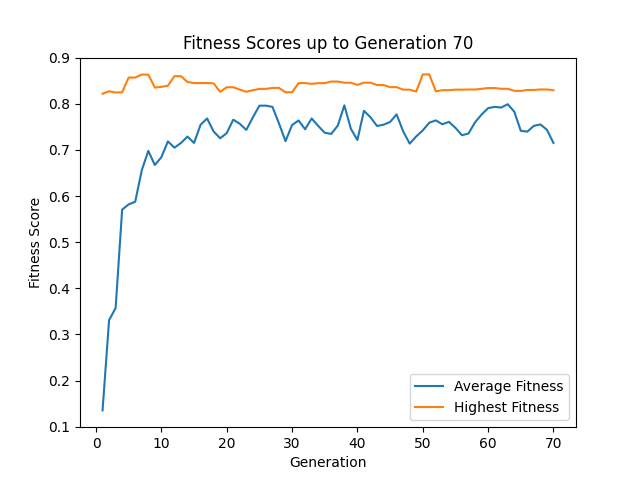 Fitness Scores up to Generation 70
Fitness Score
0.9
0.8
0.7
0.6
0.5
0.4
0.3
0.2
0.1
0 10 20 30 40 50 60 70
Generation
Average Fitness
Highest Fitness